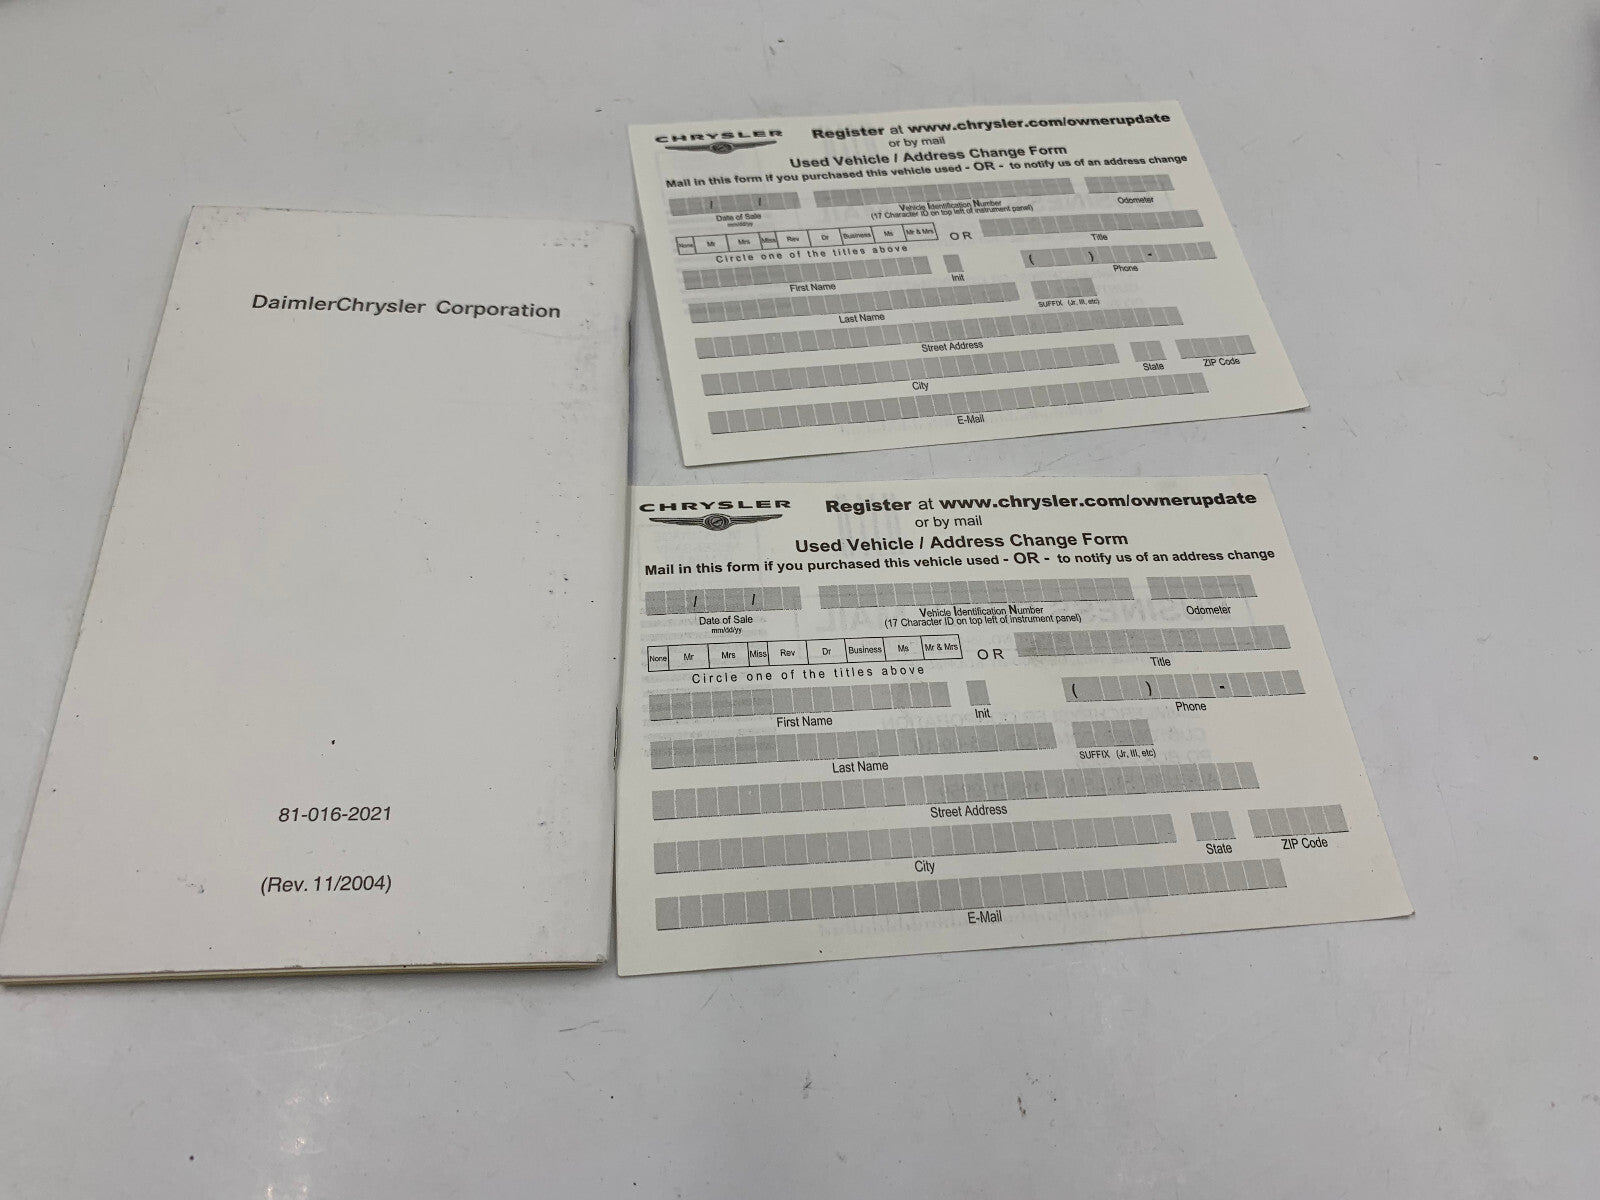 DaimlerChrysler Corporation
81-016-2021
(Rev. 11/2004)
CHRYSLER
Register at www.chrysler.com/ownerupdate
or by mail
Used Vehicle / Address Change Form
Mail in this form if you purchased this vehicle used - OR - to notify us of an address change
/ /
Date of Sale
mm/dd/yy
Vehicle Identification Number
(17 Character ID on top left of instrument panel)
Odometer
None Mr Mrs Miss Rev Dr Business Ms Mr & Mrs
Circle one of the titles above
OR
Title
First Name
Init
( ) -
Phone
Last Name
SUFFIX (Jr, III, etc)
Street Address
City
State
ZIP Code
E-Mail
CHRYSLER
Register at www.chrysler.com/ownerupdate
or by mail
Used Vehicle / Address Change Form
Mail in this form if you purchased this vehicle used - OR - to notify us of an address change
/ /
Date of Sale
mm/dd/yy
Vehicle Identification Number
(17 Character ID on top left of instrument panel)
Odometer
None Mr Mrs Miss Rev Dr Business Ms Mr & Mrs
Circle one of the titles above
OR
Title
First Name
Init
( ) -
Phone
Last Name
SUFFIX (Jr, III, etc)
Street Address
City
State
ZIP Code
E-Mail